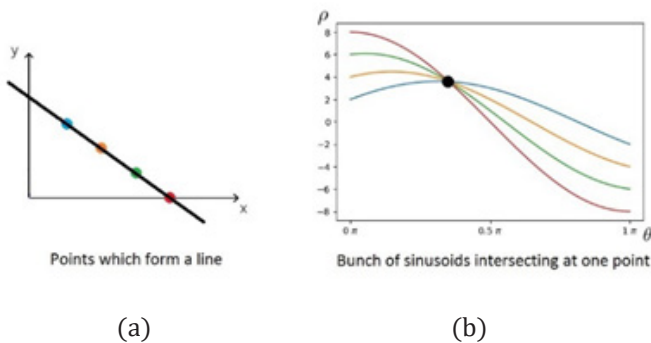 y
x
Points which form a line
(a)
ρ
8
6
4
2
0
−2
−4
−6
−8
0 π
0.5 π
1 π
θ
Bunch of sinusoids intersecting at one point
(b)